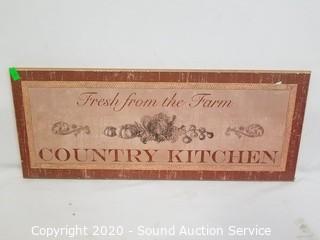 Fresh from the Farm
COUNTRY KITCHEN
Copyright 2020 - Sound Auction Service